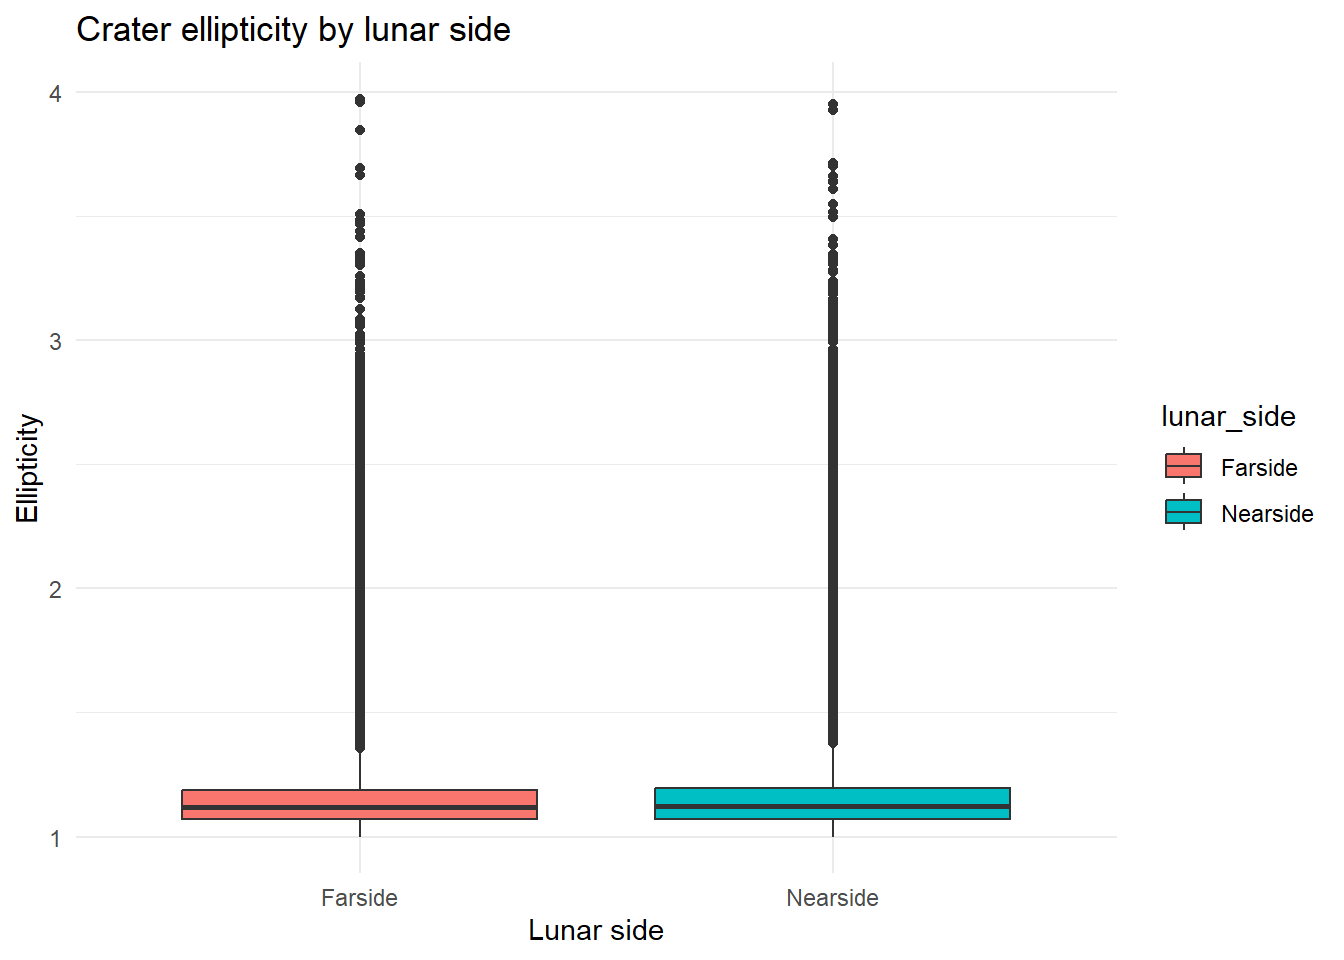 Crater ellipticity by lunar side
4
3
2
1
Ellipticity
Farside
Nearside
Lunar side
lunar_side
Farside
Nearside